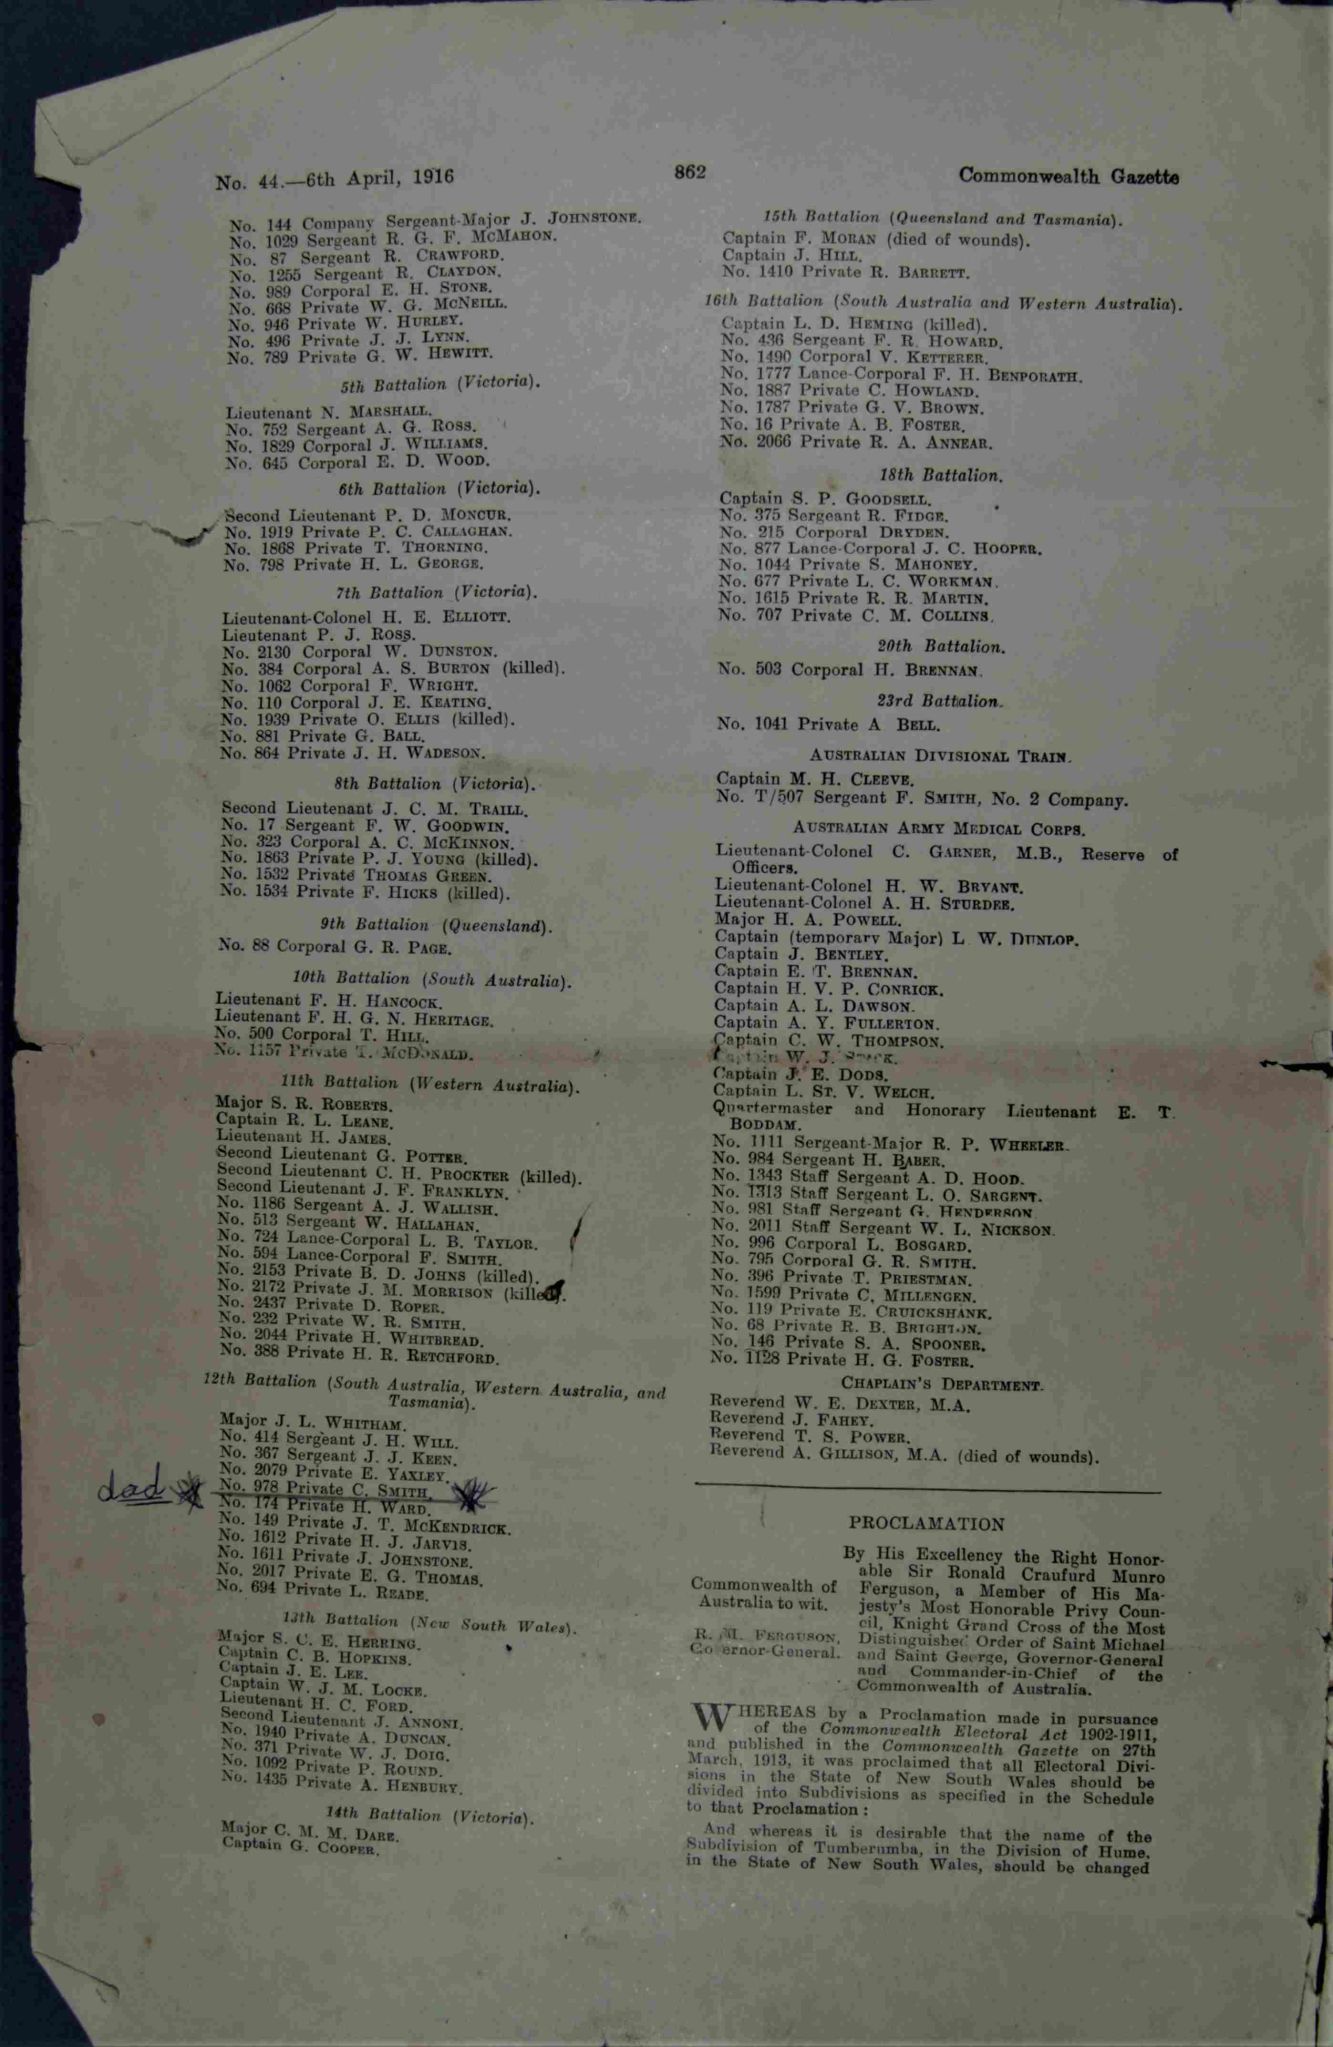 No. 44.—6th April, 1916
862
Commonwealth Gazette
No. 144 Company Sergeant-Major J. JOHNSTONE.
No. 1029 Sergeant R. G. F. MCMAHON.
No. 87 Sergeant R. CRAWFORD.
No. 1255 Sergeant R. CLAYDON.
No. 989 Corporal E. H. STONE.
No. 668 Private W. G. MCNEILL.
No. 946 Private W. HURLEY.
No. 496 Private J. J. LYNN.
No. 789 Private G. W. HEWITT.
5th Battalion (Victoria).
Lieutenant N. MARSHALL.
No. 752 Sergeant A. G. ROSS.
No. 1829 Corporal J. WILLIAMS.
No. 645 Corporal E. D. WOOD.
6th Battalion (Victoria).
Second Lieutenant P. D. MONCUR.
No. 1919 Private P. C. CALLAGHAN.
No. 1868 Private T. THORNING.
No. 798 Private H. L. GEORGE.
7th Battalion (Victoria).
Lieutenant-Colonel H. E. ELLIOTT.
Lieutenant P. J. ROSS.
No. 2130 Corporal W. DUNSTON.
No. 384 Corporal A. S. BURTON (killed).
No. 1062 Corporal F. WRIGHT.
No. 110 Corporal J. E. KEATING.
No. 1939 Private O. ELLIS (killed).
No. 881 Private G. BALL.
No. 864 Private J. H. WADESON.
8th Battalion (Victoria).
Second Lieutenant J. C. M. TRAILL.
No. 17 Sergeant F. W. GOODWIN.
No. 323 Corporal A. C. MCKINNON.
No. 1863 Private P. J. YOUNG (killed).
No. 1532 Private THOMAS GREEN.
No. 1534 Private F. HICKS (killed).
9th Battalion (Queensland).
No. 88 Corporal G. R. PAGE.
10th Battalion (South Australia).
Lieutenant F. H. HANCOCK.
Lieutenant F. H. G. N. HERITAGE.
No. 500 Corporal T. HILL.
No. 1157 Private T. MCDONALD.
11th Battalion (Western Australia).
Major S. R. ROBERTS.
Captain R. L. LEANE.
Lieutenant H. JAMES.
Second Lieutenant G. POTTER.
Second Lieutenant C. H. PROCKTER (killed).
Second Lieutenant J. F. FRANKLYN.
No. 1186 Sergeant A. J. WALLISH.
No. 513 Sergeant W. HALLAHAN.
No. 724 Lance-Corporal L. B. TAYLOR.
No. 594 Lance-Corporal F. SMITH.
No. 2153 Private B. D. JOHNS (killed).
No. 2172 Private J. M. MORRISON (killed).
No. 2437 Private D. ROPER.
No. 232 Private W. R. SMITH.
No. 2044 Private H. WHITBREAD.
No. 388 Private H. R. RETCHFORD.
12th Battalion (South Australia, Western Australia, and
Tasmania).
Major J. L. WHITHAM.
No. 414 Sergeant J. H. WILL.
No. 367 Sergeant J. J. KEEN.
No. 2079 Private E. YAXLEY.
dad No. 978 Private C. SMITH.
No. 174 Private H. WARD.
No. 149 Private J. T. MCKENDRICK.
No. 1612 Private H. J. JARVIS.
No. 1611 Private J. JOHNSTONE.
No. 2017 Private E. G. THOMAS.
No. 694 Private L. READE.
13th Battalion (New South Wales).
Major S. C. E. HERRING.
Captain C. B. HOPKINS.
Captain J. E. LEE.
Captain W. J. M. LOCKE.
Lieutenant H. C. FORD.
Second Lieutenant J. ANNONI.
No. 1940 Private A. DUNCAN.
No. 371 Private W. J. DOIG.
No. 1092 Private P. ROUND.
No. 1435 Private A. HENBURY.
14th Battalion (Victoria).
Major C. M. M. DARE.
Captain G. COOPER.
15th Battalion (Queensland and Tasmania).
Captain F. MORAN (died of wounds).
Captain J. HILL.
No. 1410 Private R. BARRETT.
16th Battalion (South Australia and Western Australia).
Captain L. D. HEMING (killed).
No. 436 Sergeant F. R. HOWARD.
No. 1490 Corporal V. KETTERER.
No. 1777 Lance-Corporal F. H. BENPORATH.
No. 1887 Private C. HOWLAND.
No. 1787 Private G. V. BROWN.
No. 16 Private A. B. FOSTER.
No. 2066 Private R. A. ANNEAR.
18th Battalion.
Captain S. P. GOODSELL.
No. 375 Sergeant R. FIDGE.
No. 215 Corporal DRYDEN.
No. 877 Lance-Corporal J. C. HOOPER.
No. 1044 Private S. MAHONEY.
No. 677 Private L. C. WORKMAN.
No. 1615 Private R. R. MARTIN.
No. 707 Private C. M. COLLINS.
20th Battalion.
No. 503 Corporal H. BRENNAN.
23rd Battalion.
No. 1041 Private A BELL.
AUSTRALIAN DIVISIONAL TRAIN.
Captain M. H. CLEEVE.
No. T/507 Sergeant F. SMITH, No. 2 Company.
AUSTRALIAN ARMY MEDICAL CORPS.
Lieutenant-Colonel C. GARNER, M.B., Reserve of
Officers.
Lieutenant-Colonel H. W. BRYANT.
Lieutenant-Colonel A. H. STURDEE.
Major H. A. POWELL.
Captain (temporary Major) L. W. DUNLOP.
Captain J. BENTLEY.
Captain E. T. BRENNAN.
Captain H. V. P. CONRICK.
Captain A. L. DAWSON.
Captain A. Y. FULLERTON.
Captain C. W. THOMPSON.
Captain W. J.
Captain J. E. DODS.
Captain L. ST. V. WELCH.
Quartermaster and Honorary Lieutenant E. T.
BODDAM.
No. 1111 Sergeant-Major R. P. WHEELER.
No. 984 Sergeant H. BABER.
No. 1343 Staff Sergeant A. D. HOOD.
No. 1313 Staff Sergeant L. O. SARGENT.
No. 981 Staff Sergeant G. HENDERSON.
No. 2011 Staff Sergeant W. L. NICKSON.
No. 996 Corporal L. BOSGARD.
No. 795 Corporal G. R. SMITH.
No. 396 Private T. PRIESTMAN.
No. 1599 Private C. MILLENGEN.
No. 119 Private E. CRUICKSHANK.
No. 68 Private R. B. BRIGHTON.
No. 146 Private S. A. SPOONER.
No. 1128 Private H. G. FOSTER.
CHAPLAIN'S DEPARTMENT.
Reverend W. E. DEXTER, M.A.
Reverend J. FAHEY.
Reverend T. S. POWER.
Reverend A. GILLISON, M.A. (died of wounds).
PROCLAMATION
Commonwealth of
Australia to wit.
R. M. FERGUSON,
Governor-General.
By His Excellency the Right Honor-
able Sir Ronald Craufurd Munro
Ferguson, a Member of His Ma-
jesty's Most Honorable Privy Coun-
cil, Knight Grand Cross of the Most
Distinguished Order of Saint Michael
and Saint George, Governor-General
and Commander-in-Chief of the
Commonwealth of Australia.
WHEREAS by a Proclamation made in pursuance
of the Commonwealth Electoral Act 1902-1911,
and published in the Commonwealth Gazette on 27th
March, 1913, it was proclaimed that all Electoral Divi-
sions in the State of New South Wales should be
divided into Subdivisions as specified in the Schedule
to that Proclamation :
And whereas it is desirable that the name of the
Subdivision of Tumberumba, in the Division of Hume,
in the State of New South Wales, should be changed